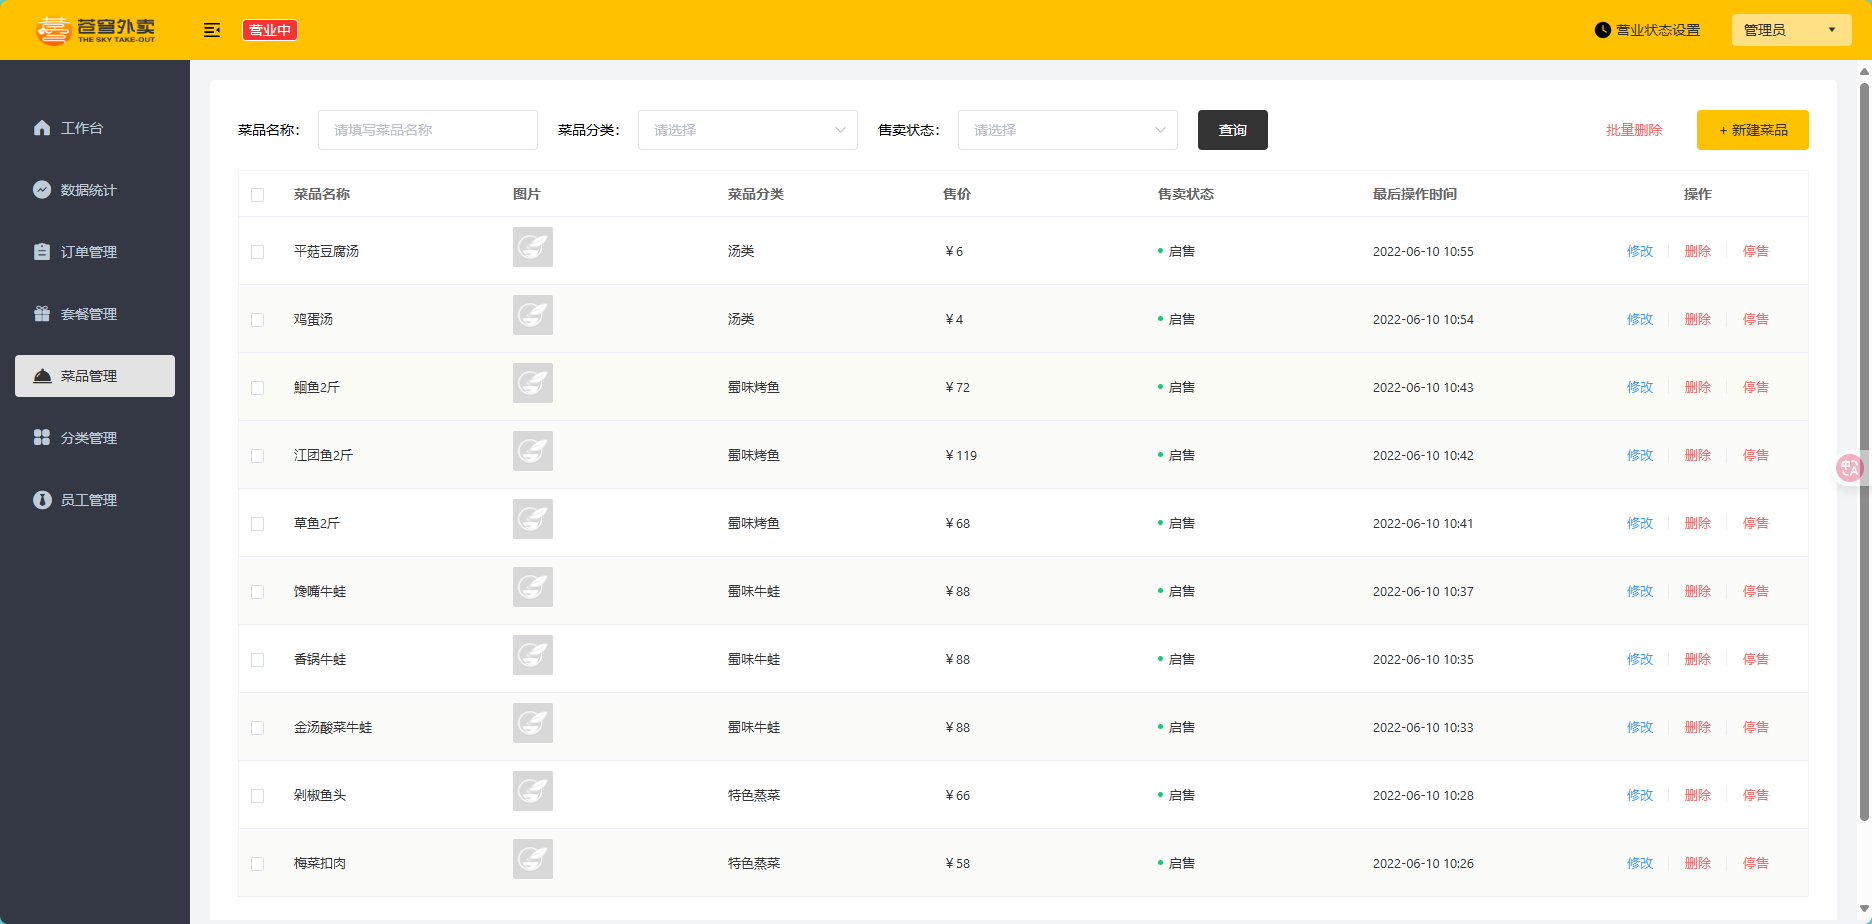 苍穹外卖
THE SKY TAKE-OUT
营业中
营业状态设置
管理员
工作台
数据统计
订单管理
套餐管理
菜品管理
分类管理
员工管理
菜品名称： 请填写菜品名称 菜品分类： 请选择 售卖状态： 请选择 查询 批量删除 + 新建菜品
菜品名称 图片 菜品分类 售价 售卖状态 最后操作时间 操作
平菇豆腐汤 汤类 ￥6 启售 2022-06-10 10:55 修改 删除 停售
鸡蛋汤 汤类 ￥4 启售 2022-06-10 10:54 修改 删除 停售
鮰鱼2斤 蜀味烤鱼 ￥72 启售 2022-06-10 10:43 修改 删除 停售
江团鱼2斤 蜀味烤鱼 ￥119 启售 2022-06-10 10:42 修改 删除 停售
草鱼2斤 蜀味烤鱼 ￥68 启售 2022-06-10 10:41 修改 删除 停售
馋嘴牛蛙 蜀味牛蛙 ￥88 启售 2022-06-10 10:37 修改 删除 停售
香锅牛蛙 蜀味牛蛙 ￥88 启售 2022-06-10 10:35 修改 删除 停售
金汤酸菜牛蛙 蜀味牛蛙 ￥88 启售 2022-06-10 10:33 修改 删除 停售
剁椒鱼头 特色蒸菜 ￥66 启售 2022-06-10 10:28 修改 删除 停售
梅菜扣肉 特色蒸菜 ￥58 启售 2022-06-10 10:26 修改 删除 停售